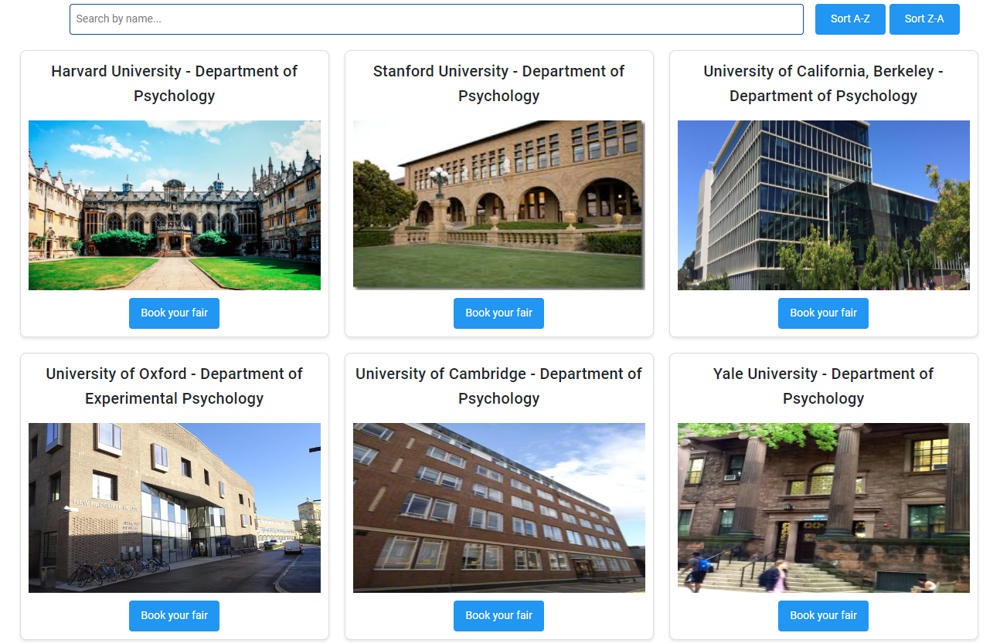 Search by name...
Sort A-Z
Sort Z-A
Harvard University - Department of
Psychology
Stanford University - Department of
Psychology
University of California, Berkeley -
Department of Psychology
Book your fair
Book your fair
Book your fair
University of Oxford - Department of
Experimental Psychology
University of Cambridge - Department of
Psychology
Yale University - Department of
Psychology
NEW RADCLIFFE HOUSE
Book your fair
Book your fair
Book your fair